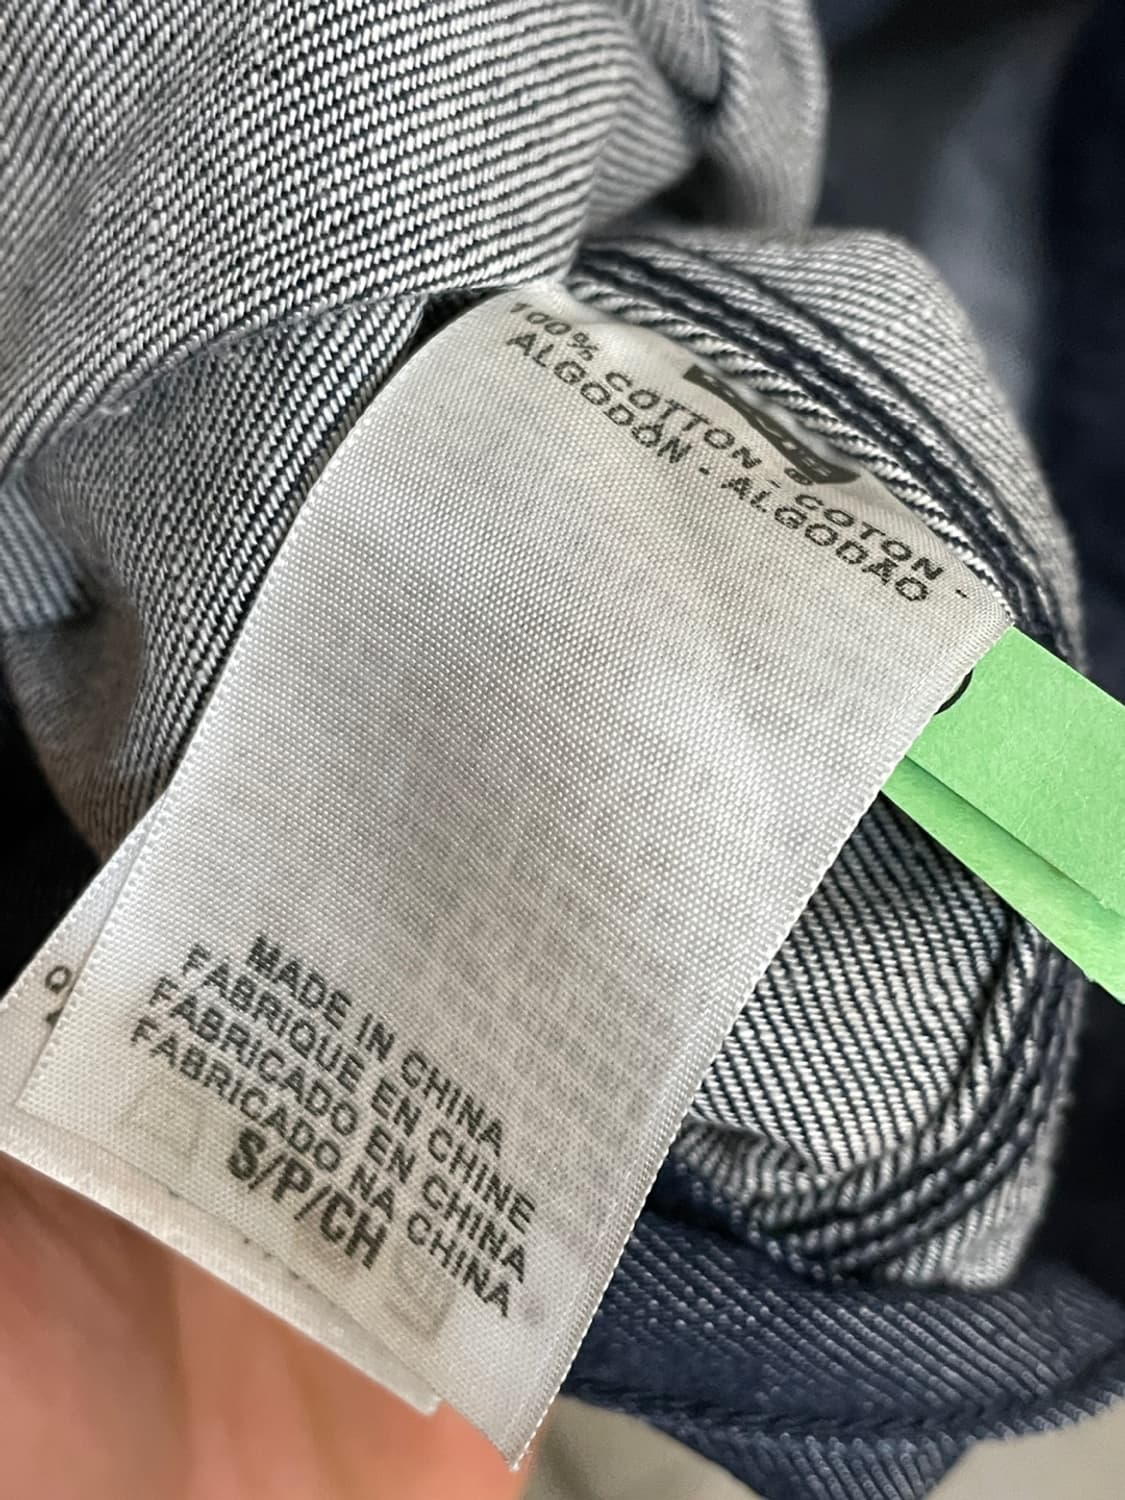 100% COTTON - COTON -
ALGODÓN - ALGODÃO
MADE IN CHINA
FABRIQUE EN CHINE
FABRICADO EN CHINA
FABRICADO NA CHINA
S/P/CH